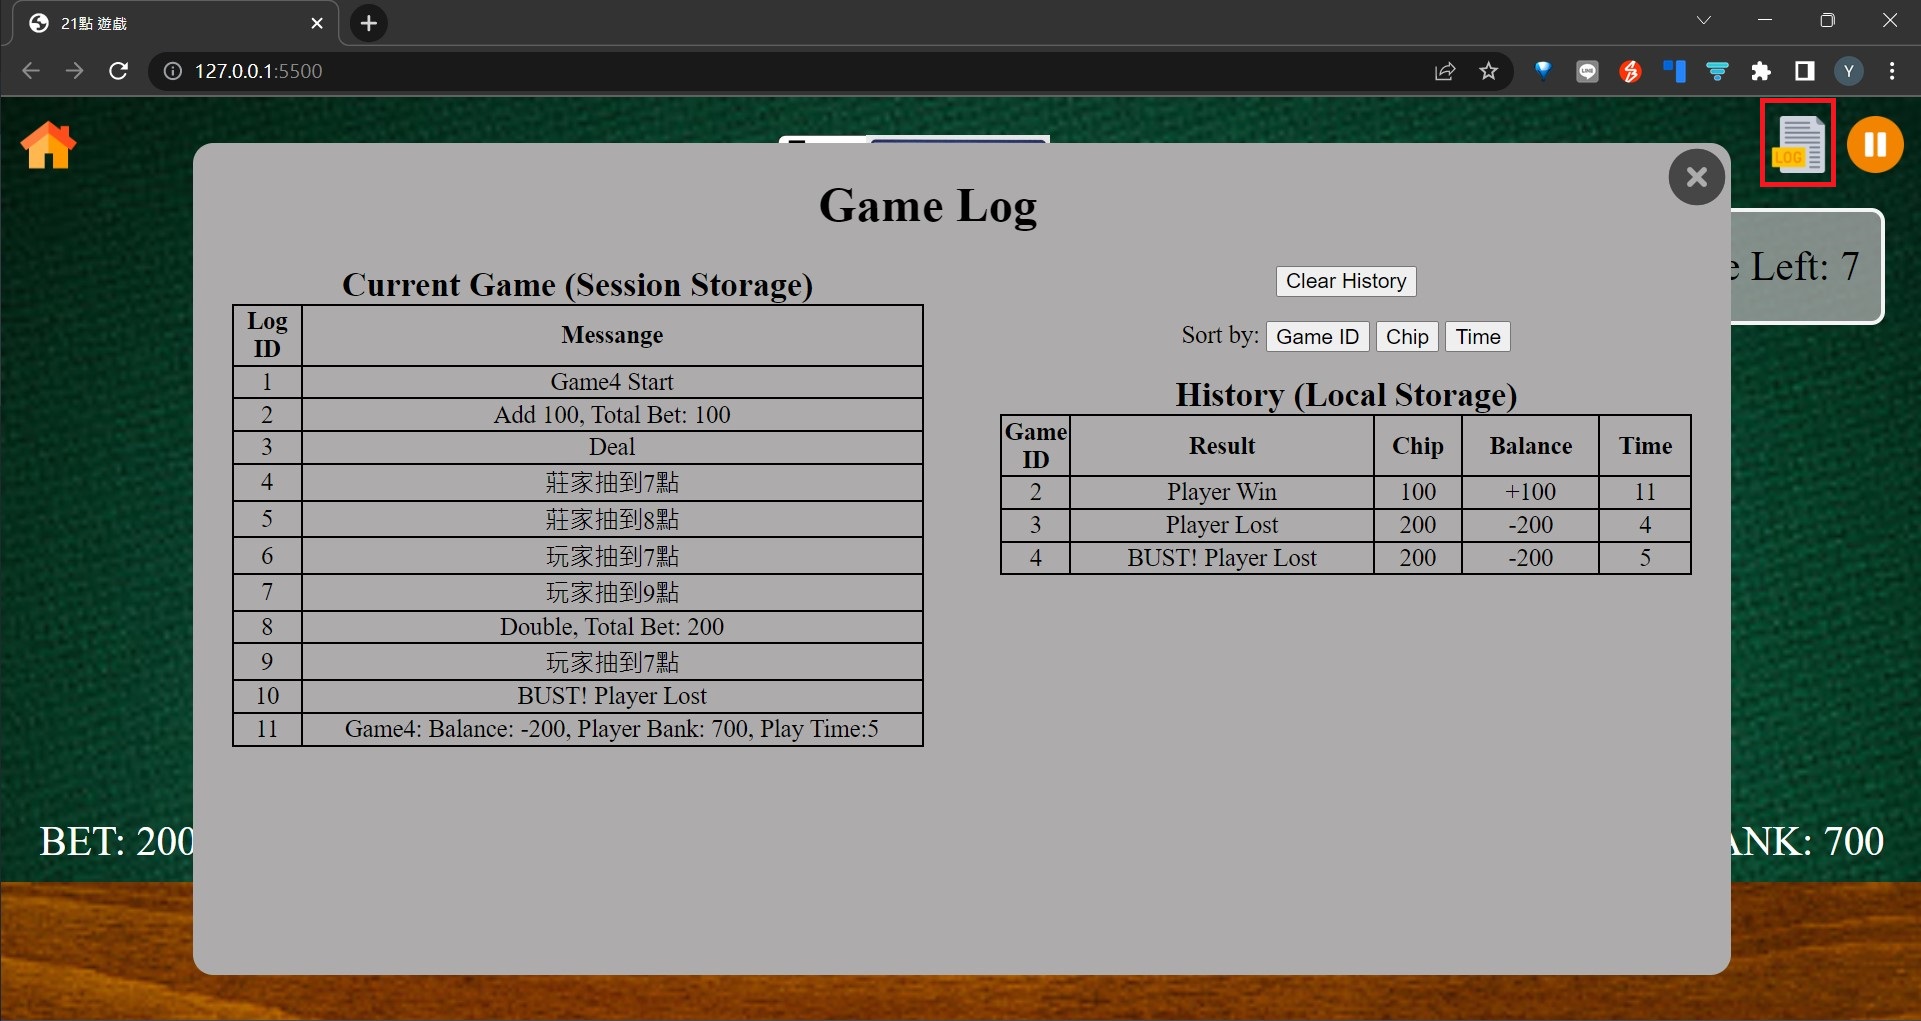 21點 遊戲
127.0.0.1:5500
Y
LOG
Game Log
Current Game (Session Storage)
Log ID Messange
1 Game4 Start
2 Add 100, Total Bet: 100
3 Deal
4 莊家抽到7點
5 莊家抽到8點
6 玩家抽到7點
7 玩家抽到9點
8 Double, Total Bet: 200
9 玩家抽到7點
10 BUST! Player Lost
11 Game4: Balance: -200, Player Bank: 700, Play Time:5
Clear History
Sort by: Game ID Chip Time
History (Local Storage)
Game ID Result Chip Balance Time
2 Player Win 100 +100 11
3 Player Lost 200 -200 4
4 BUST! Player Lost 200 -200 5
Left: 7
BET: 200
ANK: 700